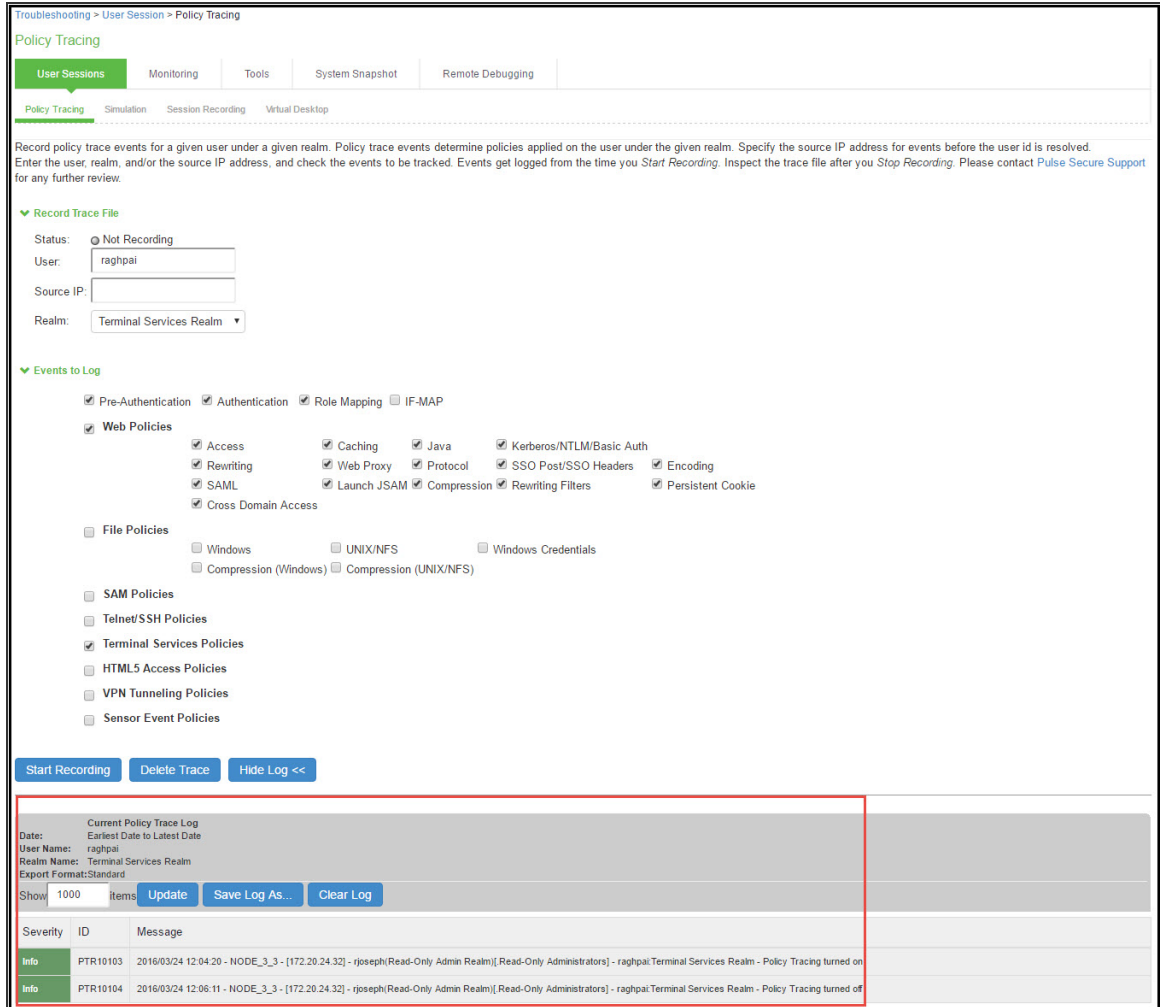 Troubleshooting > User Session > Policy Tracing
Policy Tracing
User Sessions Monitoring Tools System Snapshot Remote Debugging
Policy Tracing Simulation Session Recording Virtual Desktop
Record policy trace events for a given user under a given realm. Policy trace events determine policies applied on the user under the given realm. Specify the source IP address for events before the user id is resolved.
Enter the user, realm, and/or the source IP address, and check the events to be tracked. Events get logged from the time you Start Recording. Inspect the trace file after you Stop Recording. Please contact Pulse Secure Support
for any further review.
Record Trace File
Status: Not Recording
User: raghpai
Source IP:
Realm: Terminal Services Realm
Events to Log
Pre-Authentication Authentication Role Mapping IF-MAP
Web Policies
Access Caching Java Kerberos/NTLM/Basic Auth
Rewriting Web Proxy Protocol SSO Post/SSO Headers Encoding
SAML Launch JSAM Compression Rewriting Filters Persistent Cookie
Cross Domain Access
File Policies
Windows UNIX/NFS Windows Credentials
Compression (Windows) Compression (UNIX/NFS)
SAM Policies
Telnet/SSH Policies
Terminal Services Policies
HTML5 Access Policies
VPN Tunneling Policies
Sensor Event Policies
Start Recording Delete Trace Hide Log <<
Current Policy Trace Log
Date: Earliest Date to Latest Date
User Name: raghpai
Realm Name: Terminal Services Realm
Export Format:Standard
Show 1000 items Update Save Log As... Clear Log
Severity ID Message
Info PTR10103 2016/03/24 12:04:20 - NODE_3_3 - [172.20.24.32] - rjoseph(Read-Only Admin Realm)[.Read-Only Administrators] - raghpai:Terminal Services Realm - Policy Tracing turned on
Info PTR10104 2016/03/24 12:06:11 - NODE_3_3 - [172.20.24.32] - rjoseph(Read-Only Admin Realm)[.Read-Only Administrators] - raghpai:Terminal Services Realm - Policy Tracing turned off